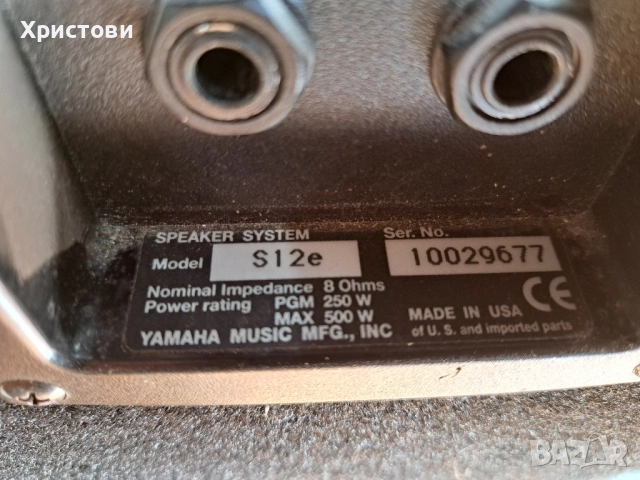 Христови
SPEAKER SYSTEM Ser. No.
Model S12e 10029677
Nominal Impedance 8 Ohms
Power rating PGM 250 W
MAX 500 W MADE IN USA CE
YAMAHA MUSIC MFG., INC of U.S. and imported parts
BAZAR